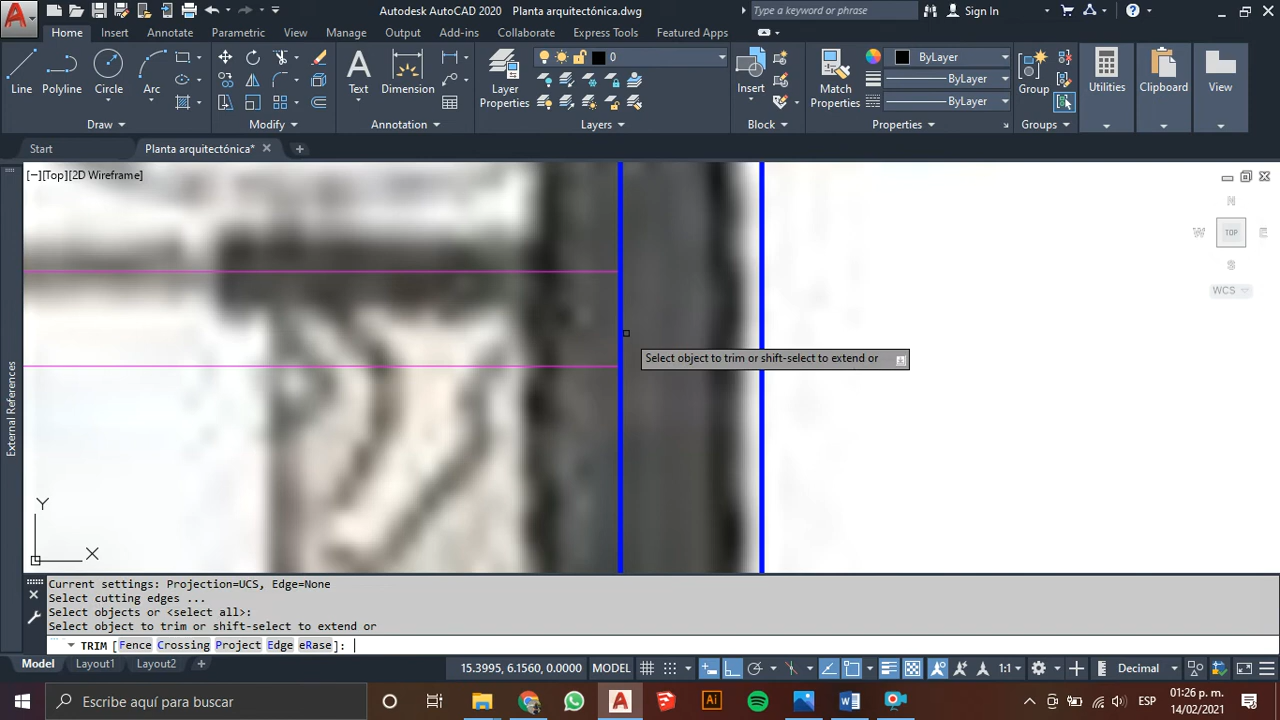 Autodesk AutoCAD 2020 Planta arquitectónica.dwg
Type a keyword or phrase
Sign In
Home Insert Annotate Parametric View Manage Output Add-ins Collaborate Express Tools Featured Apps
Line
Polyline
Circle
Arc
Text
Dimension
Layer
Properties
0
Insert
Match
Properties
ByLayer
ByLayer
ByLayer
Group
Utilities
Clipboard
View
Draw
Modify
Annotation
Layers
Block
Properties
Groups
Start
Planta arquitectónica*
[−][Top][2D Wireframe]
N
W
TOP
E
S
WCS
External References
Select object to trim or shift-select to extend or
Y
X
Current settings: Projection=UCS, Edge=None
Select cutting edges ...
Select objects or <select all>:
Select object to trim or shift-select to extend or
TRIM [Fence Crossing Project Edge eRase]:
Model Layout1 Layout2
15.3995, 6.1560, 0.0000 MODEL
1:1
Decimal
Escribe aquí para buscar
ESP
01:26 p. m.
14/02/2021